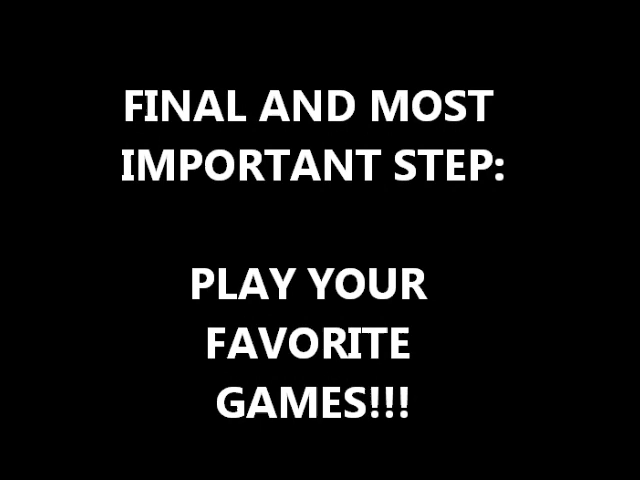 FINAL AND MOST
IMPORTANT STEP:
PLAY YOUR
FAVORITE
GAMES!!!